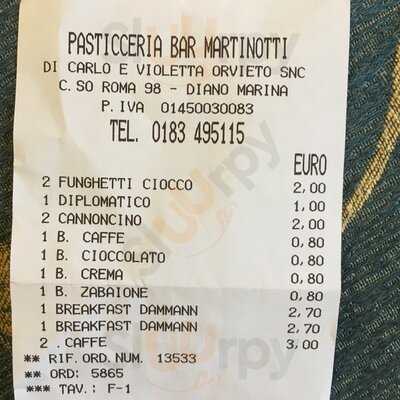 PASTICCERIA BAR MARTINOTTI
DI CARLO E VIOLETTA ORVIETO SNC
C.SO ROMA 98 - DIANO MARINA
P.IVA 01450030083
TEL. 0183 495115
EURO
2 FUNGHETTI CIOCCO 2,00
1 DIPLOMATICO 1,00
2 CANNONCINO 2,00
1 B. CAFFE 0,80
1 B. CIOCCOLATO 0,80
1 B. CREMA 0,80
1 B. ZABAIONE 0,80
1 BREAKFAST DAMMANN 2,70
1 BREAKFAST DAMMANN 2,70
2 .CAFFE 3,00
** RIF.ORD.NUM. 13533
** ORD: 5865
*** TAV.: F-1
Sluurpy
Sluurpy
Sluurpy